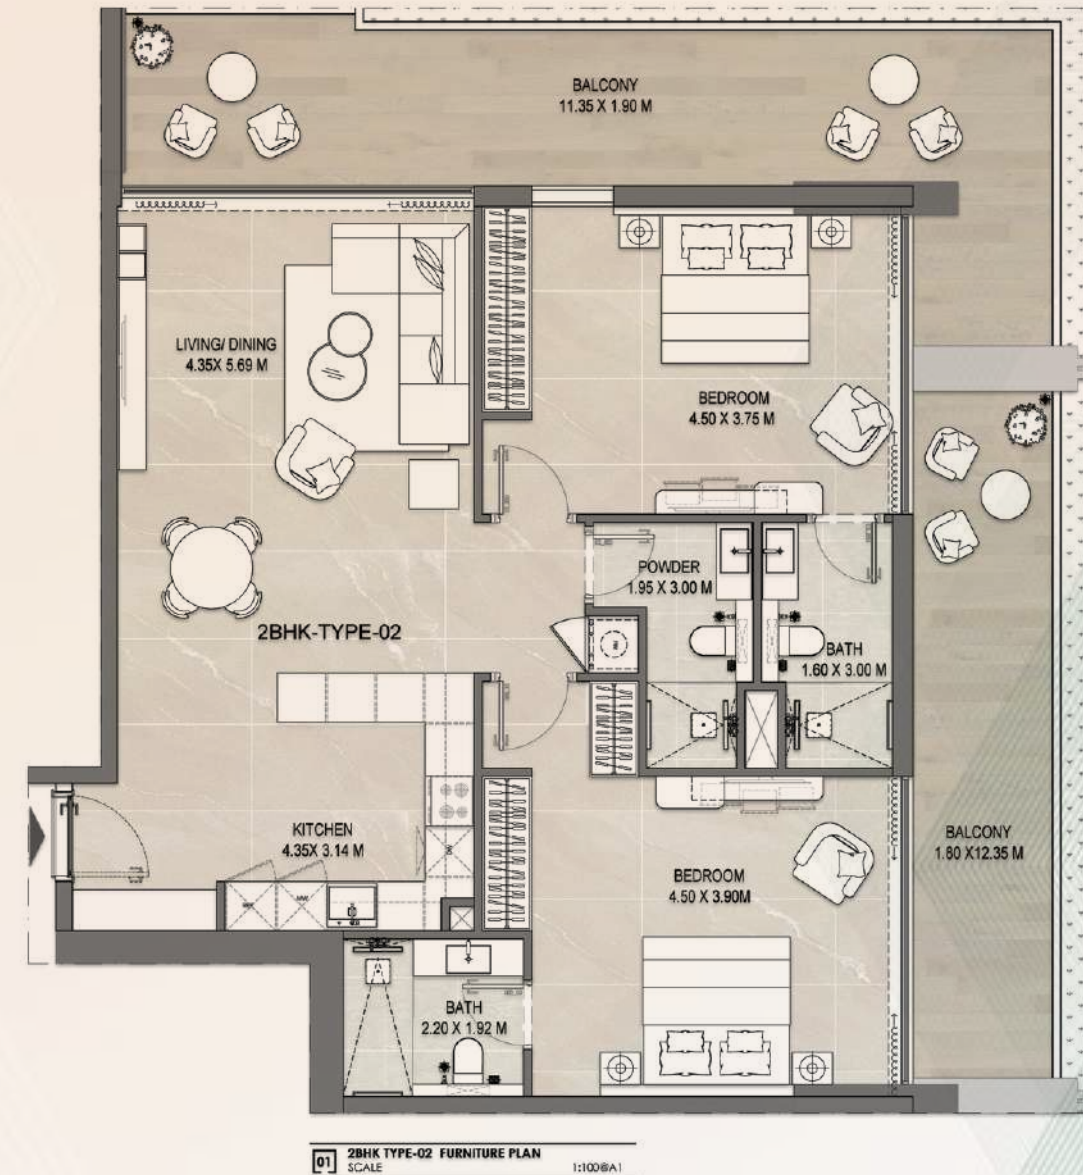 BALCONY
11.35 X 1.90 M
LIVING/ DINING
4.35X 5.69 M
BEDROOM
4.50 X 3.75 M
POWDER
1.95 X 3.00 M
2BHK-TYPE-02
BATH
1.60 X 3.00 M
KITCHEN
4.35X 3.14 M
BALCONY
1.80 X12.35 M
BEDROOM
4.50 X 3.90M
BATH
2.20 X 1.92 M
01
2BHK TYPE-02 FURNITURE PLAN
SCALE 1:100@A1